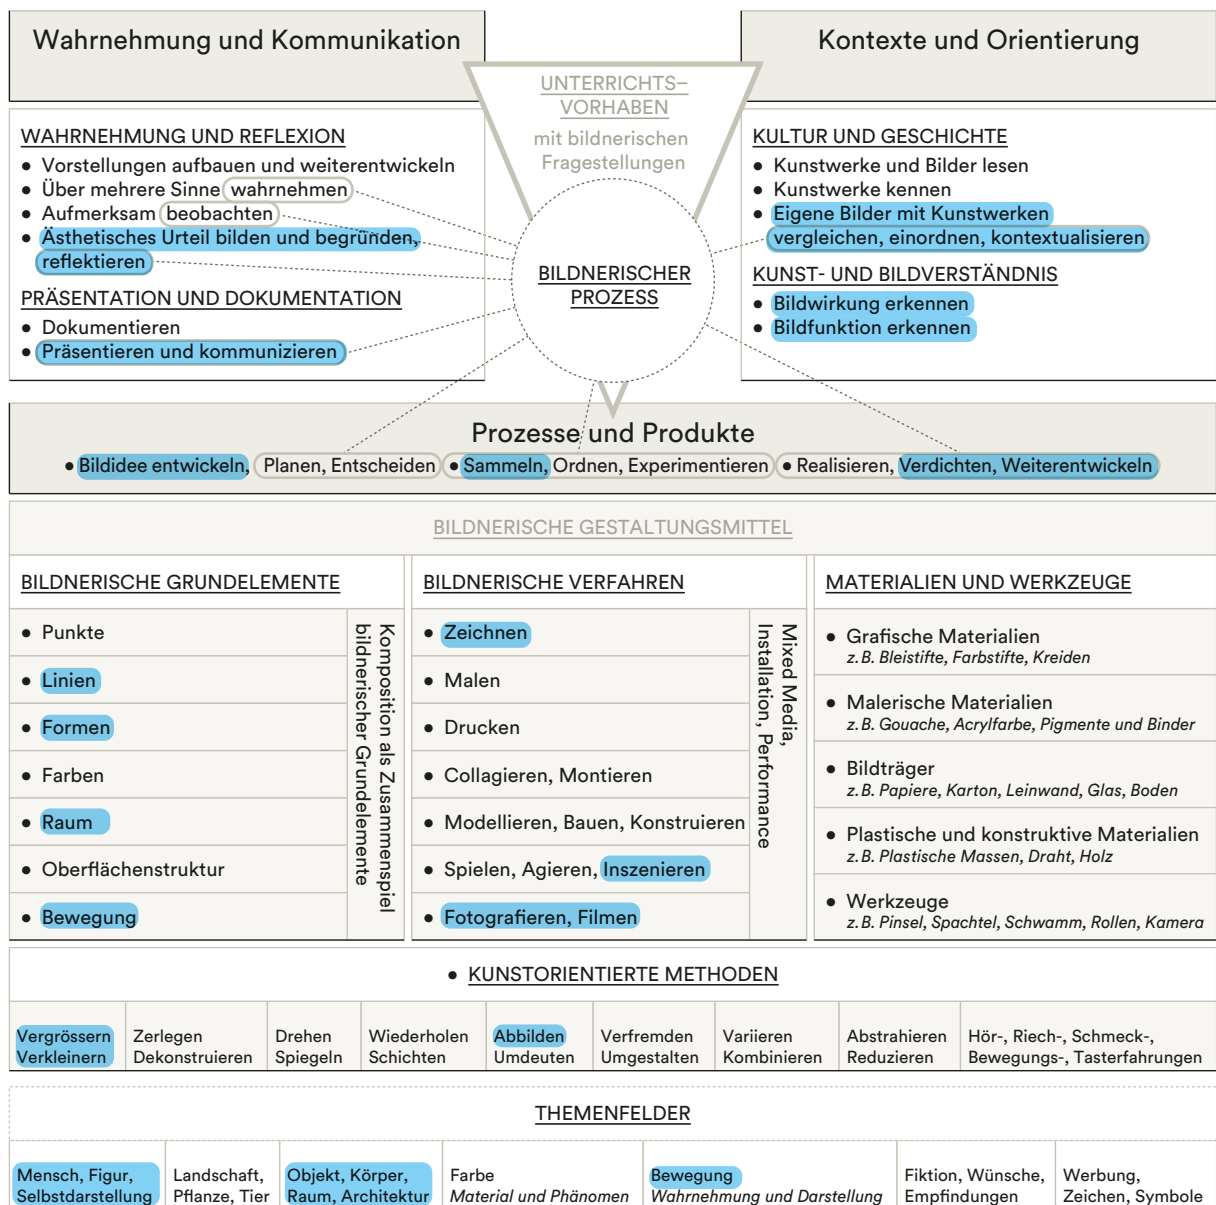 Wahrnehmung und Kommunikation
Kontexte und Orientierung
UNTERRICHTS–
VORHABEN
mit bildnerischen
Fragestellungen
WAHRNEHMUNG UND REFLEXION
• Vorstellungen aufbauen und weiterentwickeln
• Über mehrere Sinne wahrnehmen
• Aufmerksam beobachten
• Ästhetisches Urteil bilden und begründen,
reflektieren
PRÄSENTATION UND DOKUMENTATION
• Dokumentieren
• Präsentieren und kommunizieren
BILDNERISCHER
PROZESS
KULTUR UND GESCHICHTE
• Kunstwerke und Bilder lesen
• Kunstwerke kennen
• Eigene Bilder mit Kunstwerken
vergleichen, einordnen, kontextualisieren
KUNST- UND BILDVERSTÄNDNIS
• Bildwirkung erkennen
• Bildfunktion erkennen
Prozesse und Produkte
• Bildidee entwickeln, Planen, Entscheiden • Sammeln, Ordnen, Experimentieren • Realisieren, Verdichten, Weiterentwickeln
BILDNERISCHE GESTALTUNGSMITTEL
BILDNERISCHE GRUNDELEMENTE
• Punkte
• Linien
• Formen
• Farben
• Raum
• Oberflächenstruktur
• Bewegung
Komposition als Zusammenspiel
bildnerischer Grundelemente
BILDNERISCHE VERFAHREN
• Zeichnen
• Malen
• Drucken
• Collagieren, Montieren
• Modellieren, Bauen, Konstruieren
• Spielen, Agieren, Inszenieren
• Fotografieren, Filmen
Mixed Media,
Installation, Performance
MATERIALIEN UND WERKZEUGE
• Grafische Materialien
z.B. Bleistifte, Farbstifte, Kreiden
• Malerische Materialien
z.B. Gouache, Acrylfarbe, Pigmente und Binder
• Bildträger
z.B. Papiere, Karton, Leinwand, Glas, Boden
• Plastische und konstruktive Materialien
z.B. Plastische Massen, Draht, Holz
• Werkzeuge
z.B. Pinsel, Spachtel, Schwamm, Rollen, Kamera
• KUNSTORIENTIERTE METHODEN
Vergrössern
Verkleinern
Zerlegen
Dekonstruieren
Drehen
Spiegeln
Wiederholen
Schichten
Abbilden
Umdeuten
Verfremden
Umgestalten
Variieren
Kombinieren
Abstrahieren
Reduzieren
Hör-, Riech-, Schmeck-,
Bewegungs-, Tasterfahrungen
THEMENFELDER
Mensch, Figur,
Selbstdarstellung
Landschaft,
Pflanze, Tier
Objekt, Körper,
Raum, Architektur
Farbe
Material und Phänomen
Bewegung
Wahrnehmung und Darstellung
Fiktion, Wünsche,
Empfindungen
Werbung,
Zeichen, Symbole